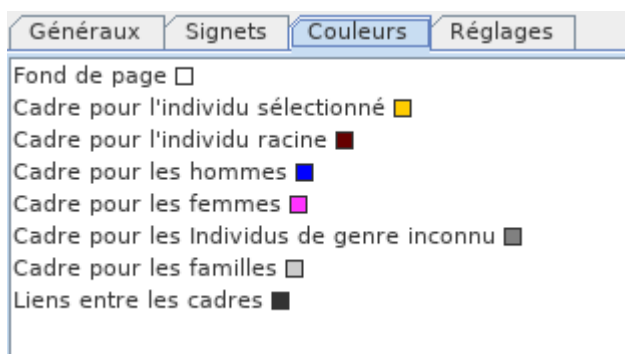 Généraux Signets Couleurs Réglages
Fond de page
Cadre pour l'individu sélectionné
Cadre pour l'individu racine
Cadre pour les hommes
Cadre pour les femmes
Cadre pour les Individus de genre inconnu
Cadre pour les familles
Liens entre les cadres